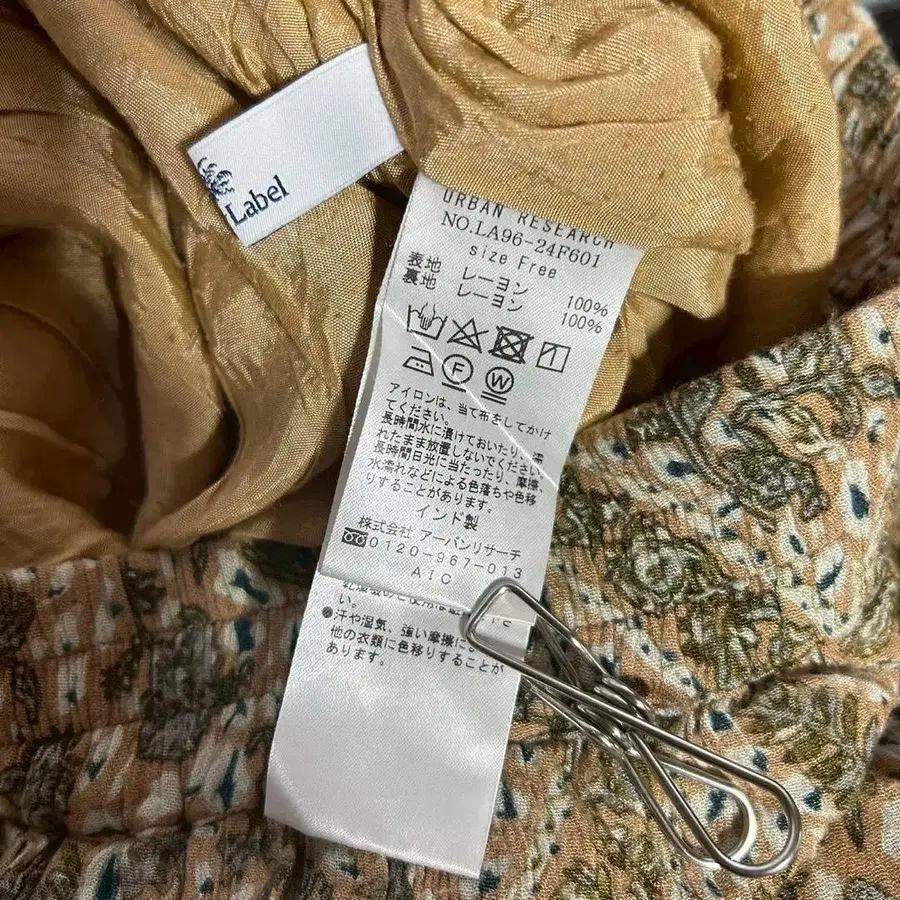 Label
URBAN RESEARCH
NO.LA96-24F601
size Free
表地 レーヨン 100%
裏地 レーヨン 100%
F W
アイロンは、当て布をしてかけ
てください。
長時間水に漬けておいたり、濡
れたまま放置しないでください
長時間日光に当たったり、摩擦、
水濡れなどによる色落ちや色移
りすることがあります。
インド製
株式会社 アーバンリサーチ
0120-967-013
AIC
い。
●汗や湿気、強い摩擦に
他の衣類に色移りすることが
あります。